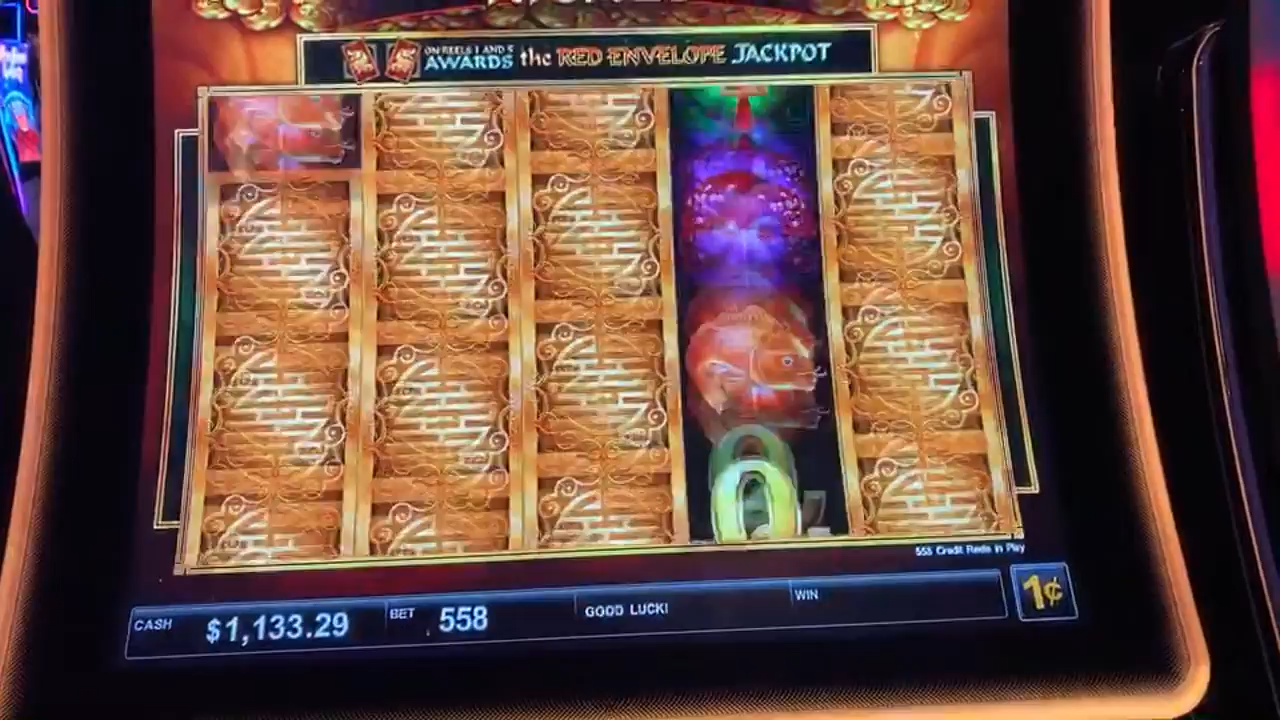 ON REELS 1 AND 5
AWARDS the RED ENVELOPE JACKPOT
Q
558 Credit Reels in Play
CASH $1,133.29 BET 558 GOOD LUCK! WIN 1¢